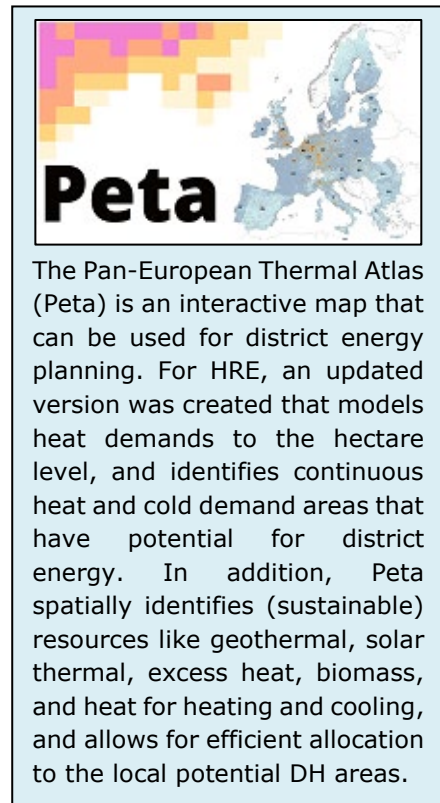 Peta
The Pan-European Thermal Atlas
(Peta) is an interactive map that
can be used for district energy
planning. For HRE, an updated
version was created that models
heat demands to the hectare
level, and identifies continuous
heat and cold demand areas that
have potential for district
energy. In addition, Peta
spatially identifies (sustainable)
resources like geothermal, solar
thermal, excess heat, biomass,
and heat for heating and cooling,
and allows for efficient allocation
to the local potential DH areas.